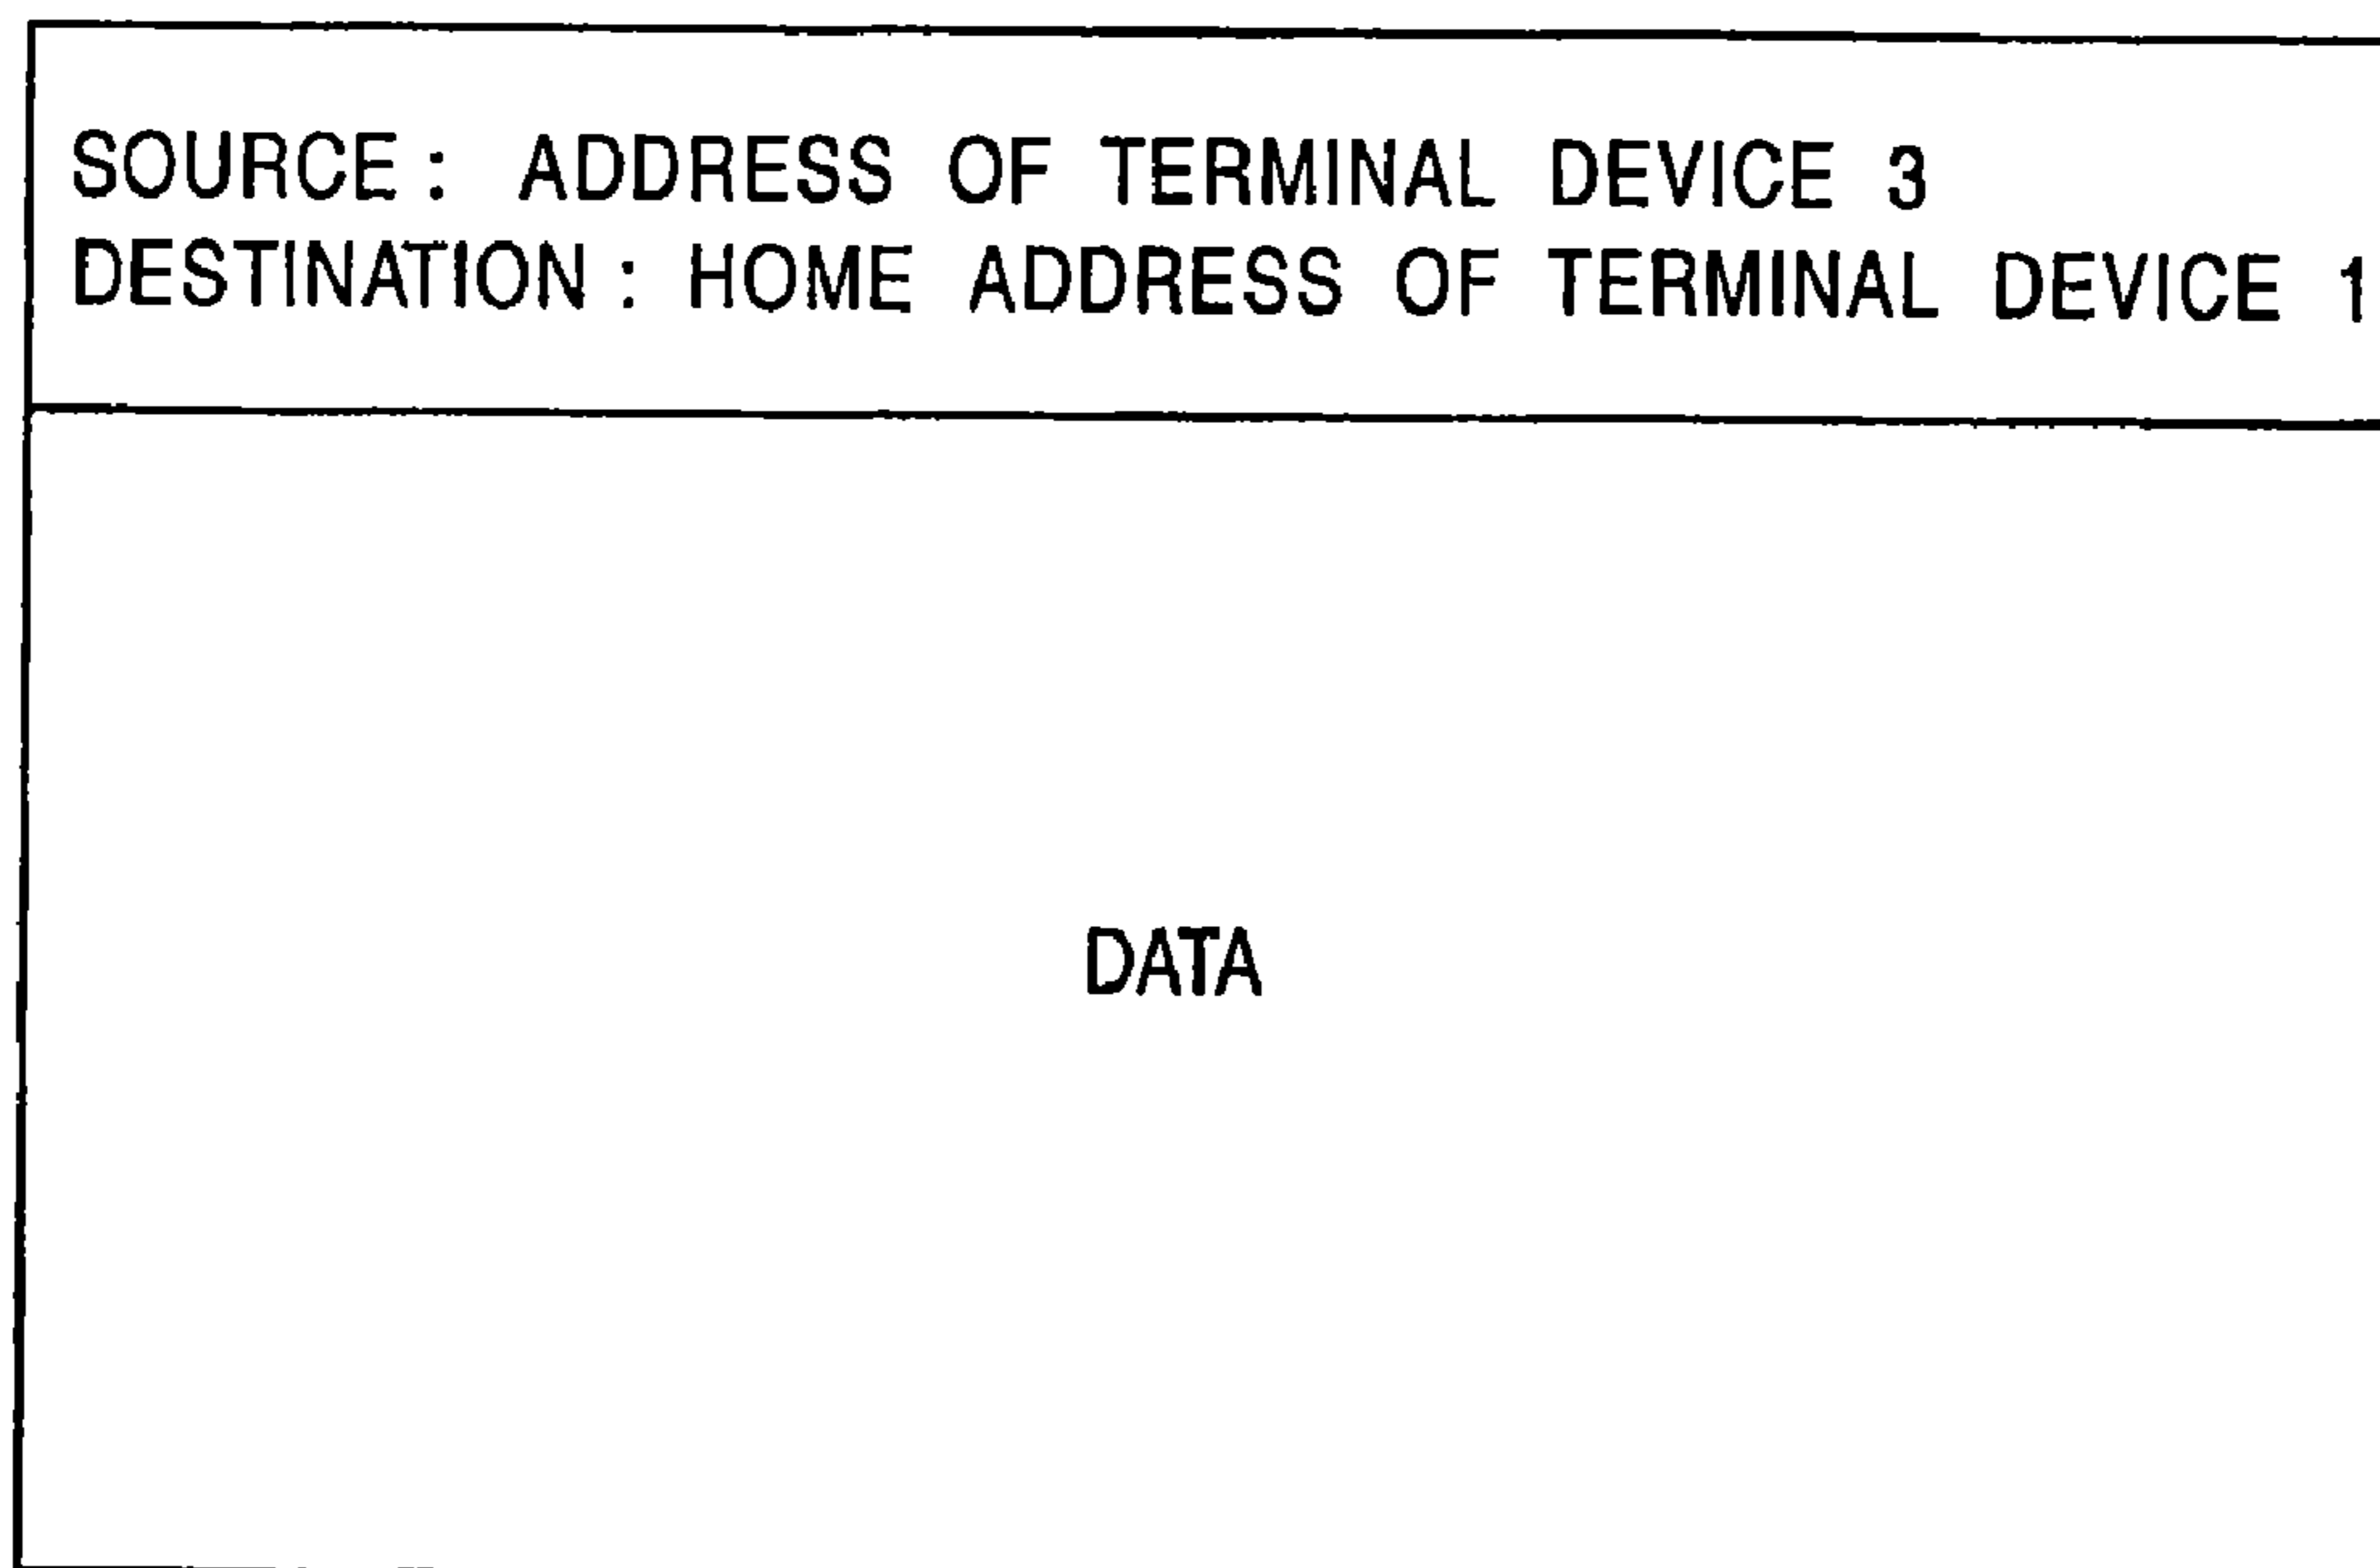 SOURCE: ADDRESS OF TERMINAL DEVICE 3
DESTINATION: HOME ADDRESS OF TERMINAL DEVICE 1
DATA